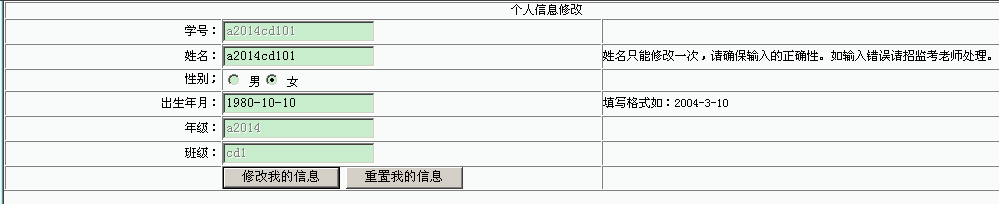 个人信息修改
学号： a2014cd101
姓名： a2014cd101 姓名只能修改一次，请确保输入的正确性。如输入错误请招监考老师处理。
性别； 男 女
出生年月： 1980-10-10 填写格式如：2004-3-10
年级： a2014
班级： cd1
修改我的信息 重置我的信息